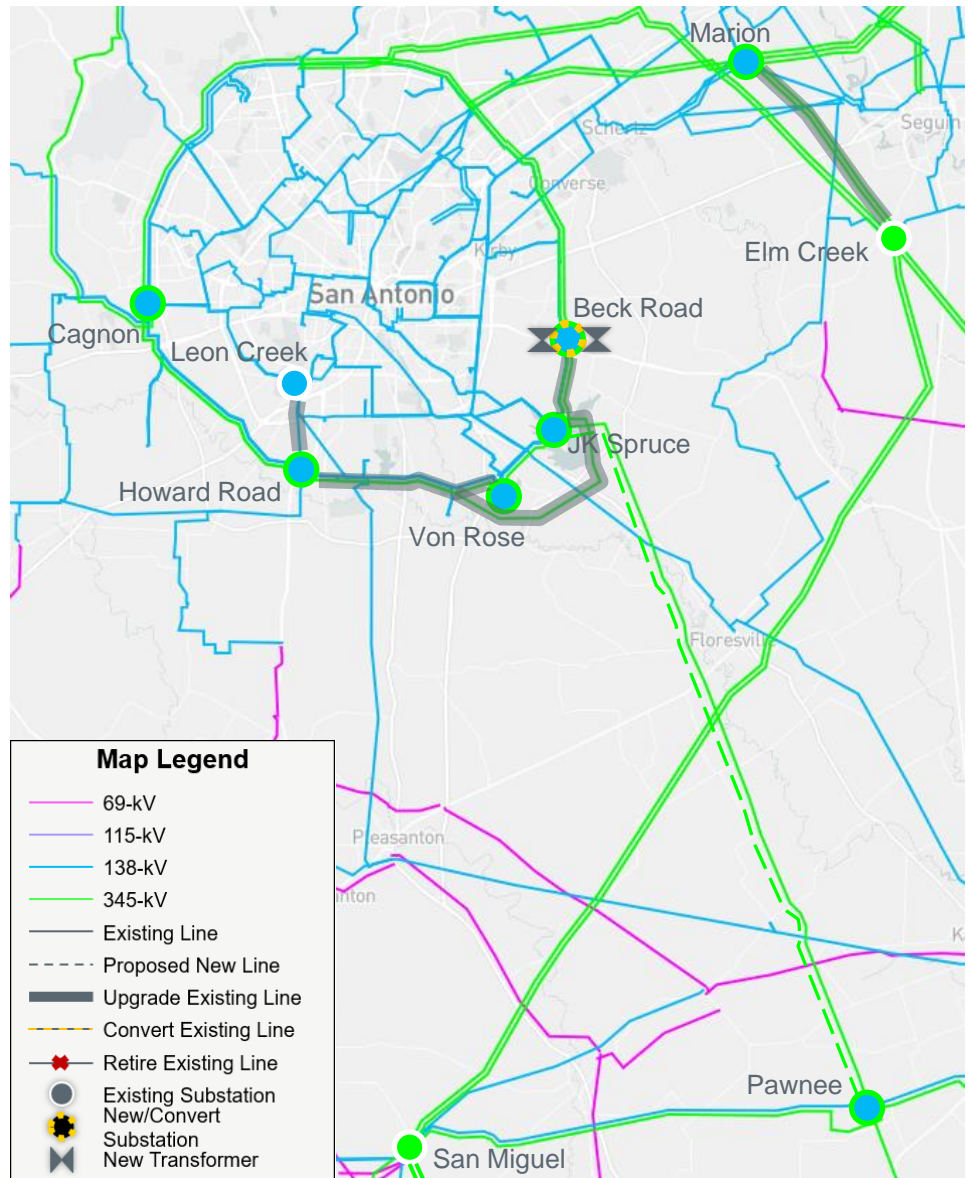 Marion
Schertz
Seguin
Converse
Elm Creek
Kirby
San Antonio
Beck Road
Cagnon
Leon Creek
JK Spruce
Howard Road
Von Rose
Floresville
Map Legend
69-kV
115-kV
138-kV
345-kV
Existing Line
Proposed New Line
Upgrade Existing Line
Convert Existing Line
Retire Existing Line
Existing Substation
New/Convert
Substation
New Transformer
Pleasanton
nton
Ka
Pawnee
San Miguel